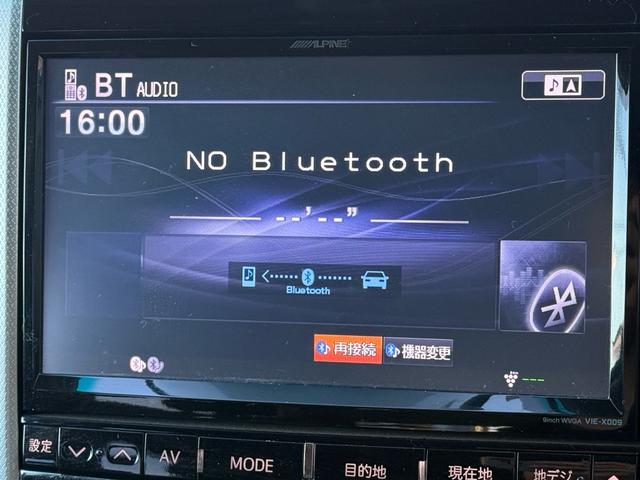 ALPINE
BT AUDIO
16:00
NO Bluetooth
--'--"
Bluetooth
再接続 機器変更
---
9inch WVGA VIE-X009
設定 AV MODE 目的地 現在地 地デジ